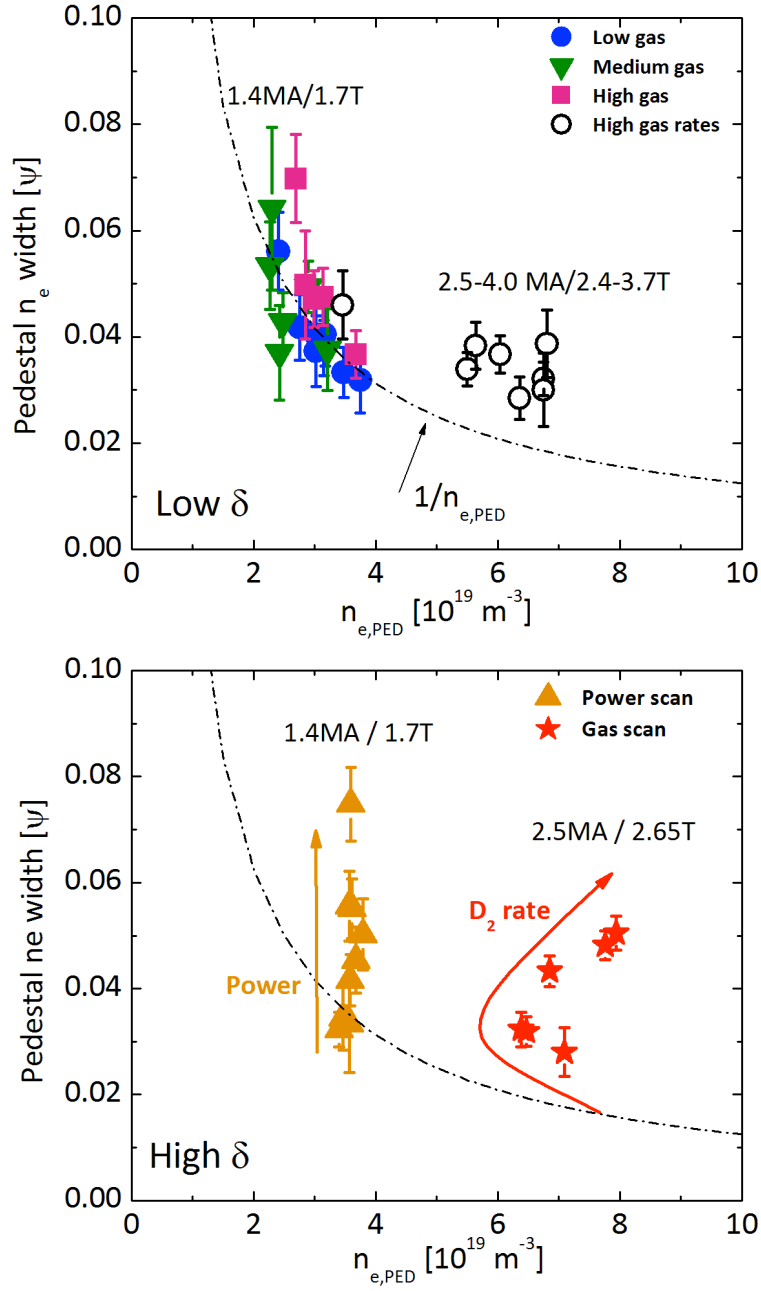 Low gas
Medium gas
High gas
High gas rates
1.4MA/1.7T
2.5-4.0 MA/2.4-3.7T
1/n_e,PED
Low δ
Pedestal n_e width [ψ]
0.10
0.08
0.06
0.04
0.02
0.00
0 2 4 6 8 10
n_e,PED [10^19 m^-3]
Power scan
Gas scan
1.4MA / 1.7T
2.5MA / 2.65T
D_2 rate
Power
High δ
Pedestal ne width [ψ]
0.10
0.08
0.06
0.04
0.02
0.00
0 2 4 6 8 10
n_e,PED [10^19 m^-3]